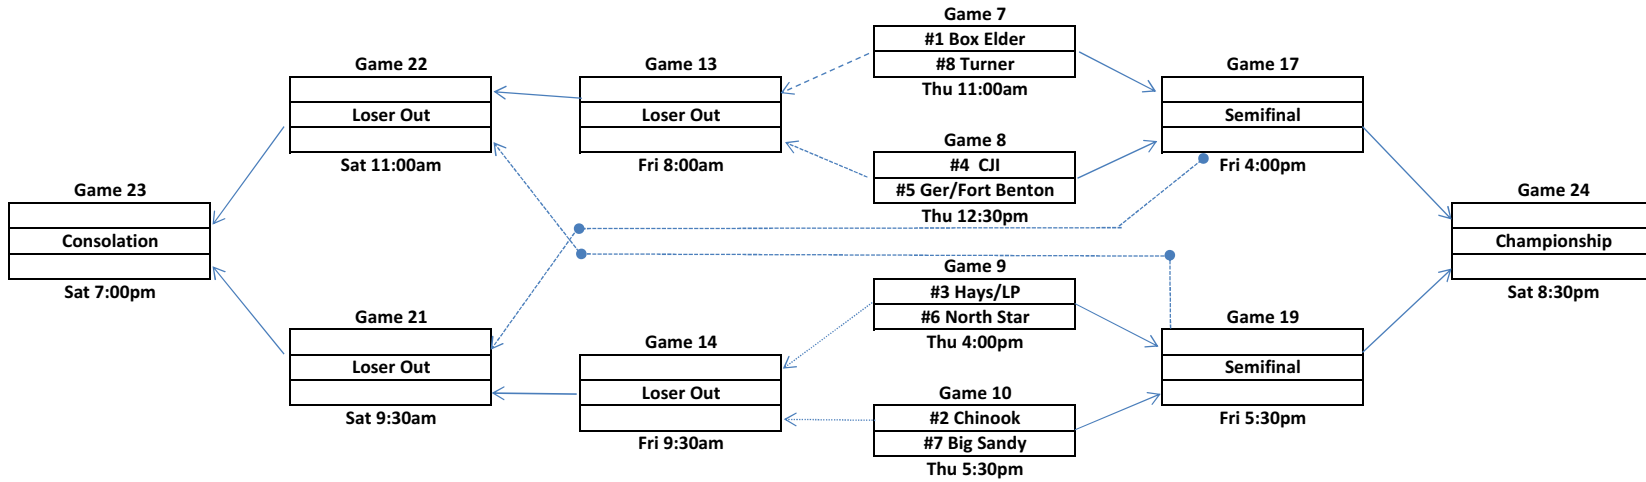 Game 7
#1 Box Elder
#8 Turner
Thu 11:00am
Game 22
Loser Out
Sat 11:00am
Game 13
Loser Out
Fri 8:00am
Game 17
Semifinal
Fri 4:00pm
Game 8
#4  CJI
#5 Ger/Fort Benton
Thu 12:30pm
Game 23
Consolation
Sat 7:00pm
Game 24
Championship
Sat 8:30pm
Game 9
#3 Hays/LP
#6 North Star
Thu 4:00pm
Game 21
Loser Out
Sat 9:30am
Game 14
Loser Out
Fri 9:30am
Game 19
Semifinal
Fri 5:30pm
Game 10
#2 Chinook
#7 Big Sandy
Thu 5:30pm